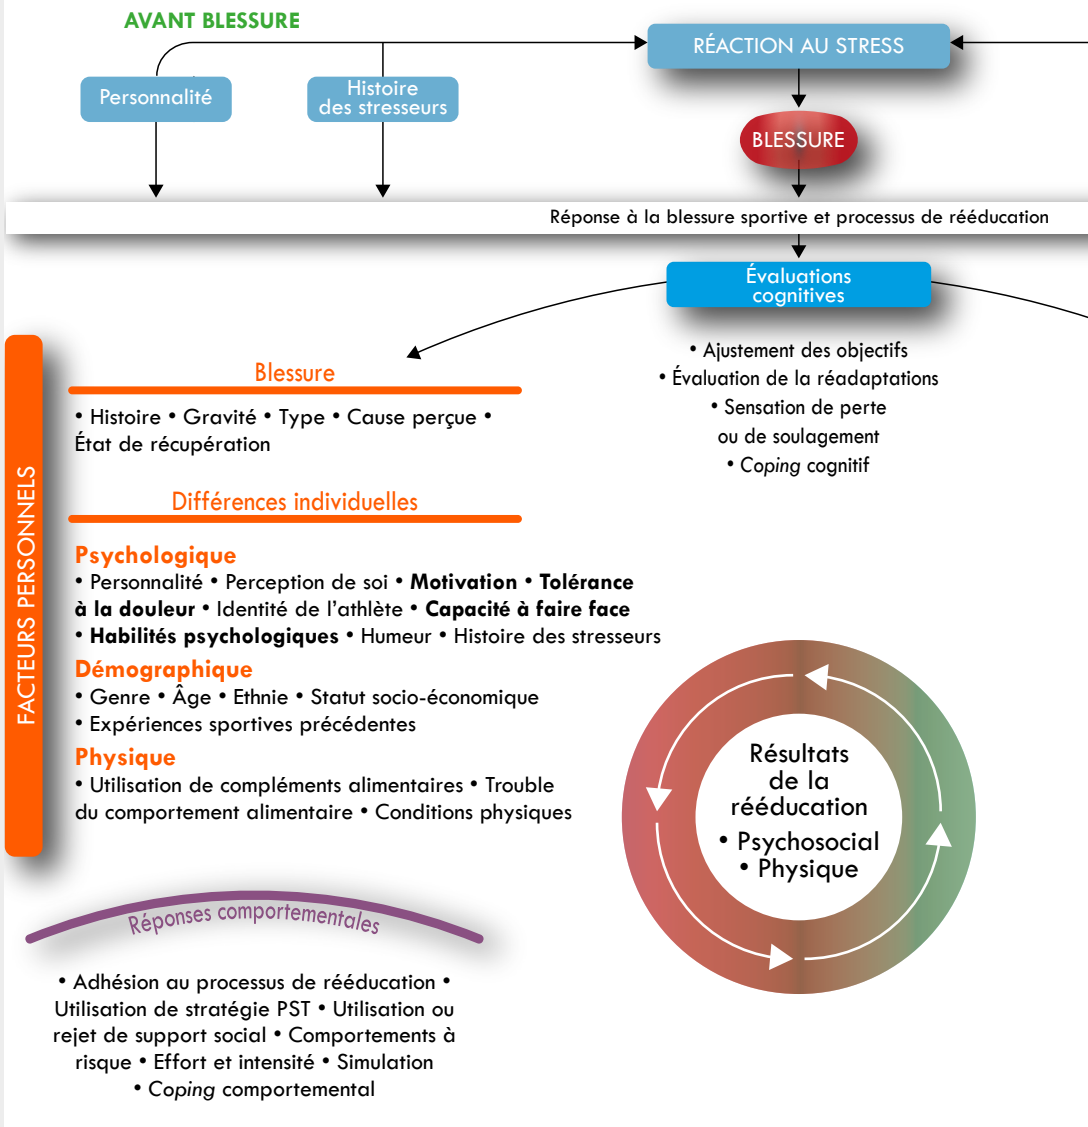 AVANT BLESSURE
RÉACTION AU STRESS
Personnalité
Histoire
des stresseurs
BLESSURE
Réponse à la blessure sportive et processus de rééducation
Évaluations
cognitives
• Ajustement des objectifs
• Évaluation de la réadaptations
• Sensation de perte
ou de soulagement
• Coping cognitif
FACTEURS PERSONNELS
Blessure
• Histoire • Gravité • Type • Cause perçue •
État de récupération
Différences individuelles
Psychologique
• Personnalité • Perception de soi • Motivation • Tolérance
à la douleur • Identité de l’athlète • Capacité à faire face
• Habilités psychologiques • Humeur • Histoire des stresseurs
Démographique
• Genre • Âge • Ethnie • Statut socio-économique
• Expériences sportives précédentes
Physique
• Utilisation de compléments alimentaires • Trouble
du comportement alimentaire • Conditions physiques
Résultats
de la
rééducation
• Psychosocial
• Physique
Réponses comportementales
• Adhésion au processus de rééducation •
Utilisation de stratégie PST • Utilisation ou
rejet de support social • Comportements à
risque • Effort et intensité • Simulation
• Coping comportemental